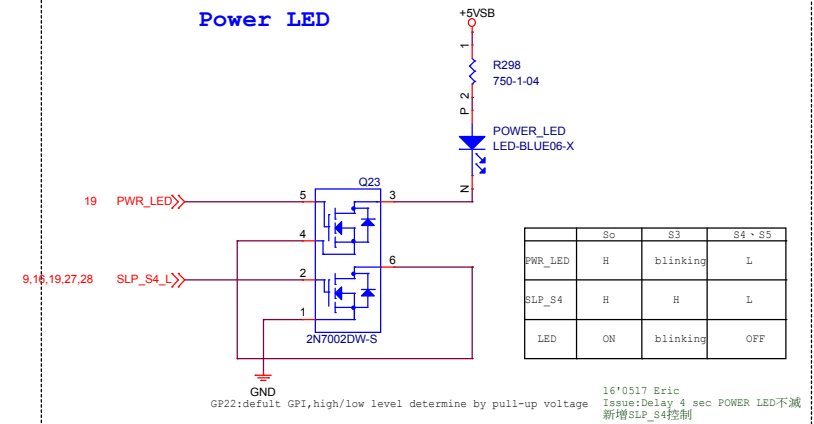 Power LED
+5VSB
1
R298
750-1-04
2
P
POWER_LED
LED-BLUE06-X
N
Q23
19 PWR_LED
5
3
4
6
9,16,19,27,28 SLP_S4_L
2
1
2N7002DW-S
GND
So S3 S4、S5
PWR_LED H blinking L
SLP_S4 H H L
LED ON blinking OFF
GP22:defult GPI,high/low level determine by pull-up voltage
16'0517 Eric
Issue:Delay 4 sec POWER LED不滅
新增SLP_S4控制